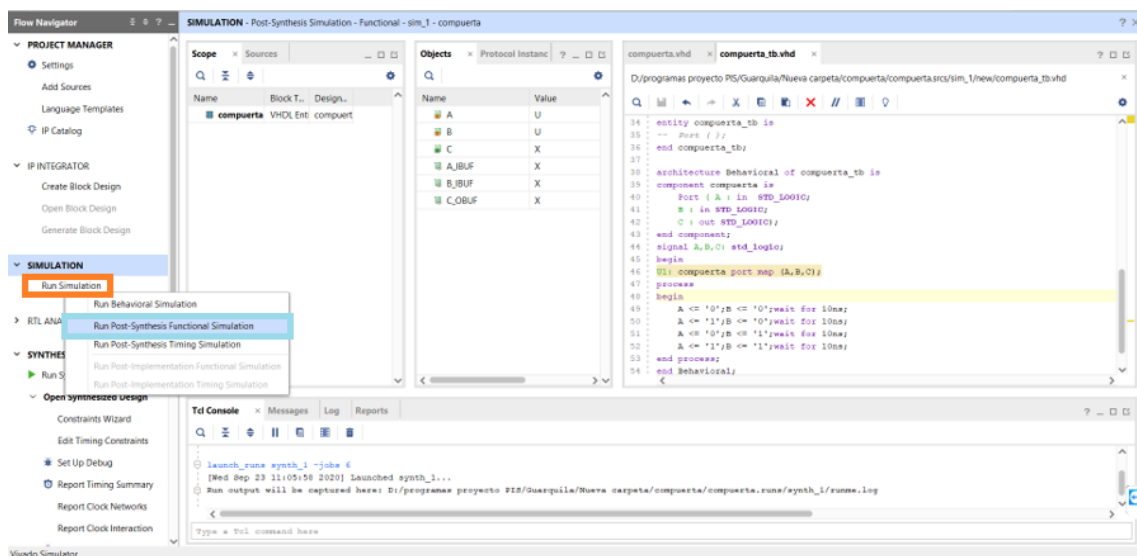 Flow Navigator
SIMULATION - Post-Synthesis Simulation - Functional - sim_1 - compuerta
PROJECT MANAGER
Settings
Add Sources
Language Templates
IP Catalog
IP INTEGRATOR
Create Block Design
Open Block Design
Generate Block Design
SIMULATION
Run Simulation
Run Behavioral Simulation
Run Post-Synthesis Functional Simulation
Run Post-Synthesis Timing Simulation
Run Post-Implementation Functional Simulation
Run Post-Implementation Timing Simulation
RTL ANA
SYNTHES
Run S
Open Synthesized Design
Constraints Wizard
Edit Timing Constraints
Set Up Debug
Report Timing Summary
Report Clock Networks
Report Clock Interaction
Vivado Simulator
Scope Sources
Name Block T... Design...
compuerta VHDL Enti compuert
Objects Protocol Instanc
Name Value
A U
B U
C X
A_IBUF X
B_IBUF X
C_OBUF X
compuerta.vhd compuerta_tb.vhd
D:/programas proyecto PIS/Guarquila/Nueva carpeta/compuerta/compuerta.srcs/sim_1/new/compuerta_tb.vhd
34 entity compuerta_tb is
35 -- Port ( );
36 end compuerta_tb;
37
38 architecture Behavioral of compuerta_tb is
39 component compuerta is
40 Port ( A : in STD_LOGIC;
41 B : in STD_LOGIC;
42 C : out STD_LOGIC);
43 end component;
44 signal A,B,C: std_logic;
45 begin
46 U1: compuerta port map (A,B,C);
47 process
48 begin
49 A <= '0';B <= '0';wait for 10ns;
50 A <= '1';B <= '0';wait for 10ns;
51 A <= '0';B <= '1';wait for 10ns;
52 A <= '1';B <= '1';wait for 10ns;
53 end process;
54 end Behavioral;
Tcl Console Messages Log Reports
launch_runs synth_1 -jobs 6
[Wed Sep 23 11:05:58 2020] Launched synth_1...
Run output will be captured here: D:/programas proyecto PIS/Guarquila/Nueva carpeta/compuerta/compuerta.runs/synth_1/runme.log
Type a Tcl command here